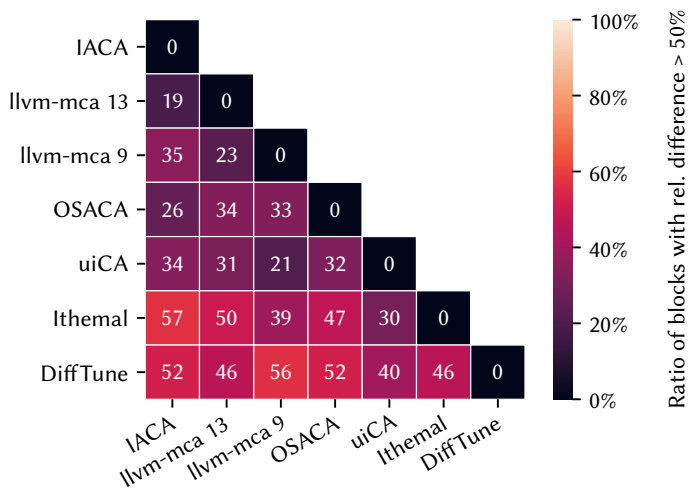 IACA 0
llvm-mca 13 19 0
llvm-mca 9 35 23 0
OSACA 26 34 33 0
uiCA 34 31 21 32 0
Ithemal 57 50 39 47 30 0
DiffTune 52 46 56 52 40 46 0
IACA
llvm-mca 13
llvm-mca 9
OSACA
uiCA
Ithemal
DiffTune
100%
80%
60%
40%
20%
0%
Ratio of blocks with rel. difference > 50%